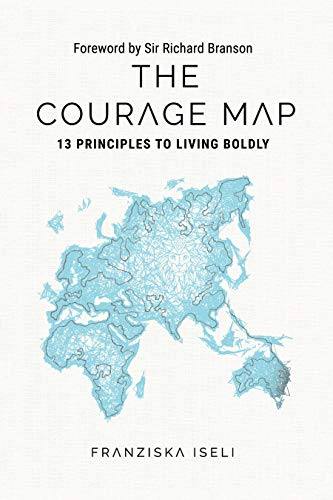 Foreword by Sir Richard Branson
THE
COURAGE MAP
13 PRINCIPLES TO LIVING BOLDLY
FRANZISKA ISELI